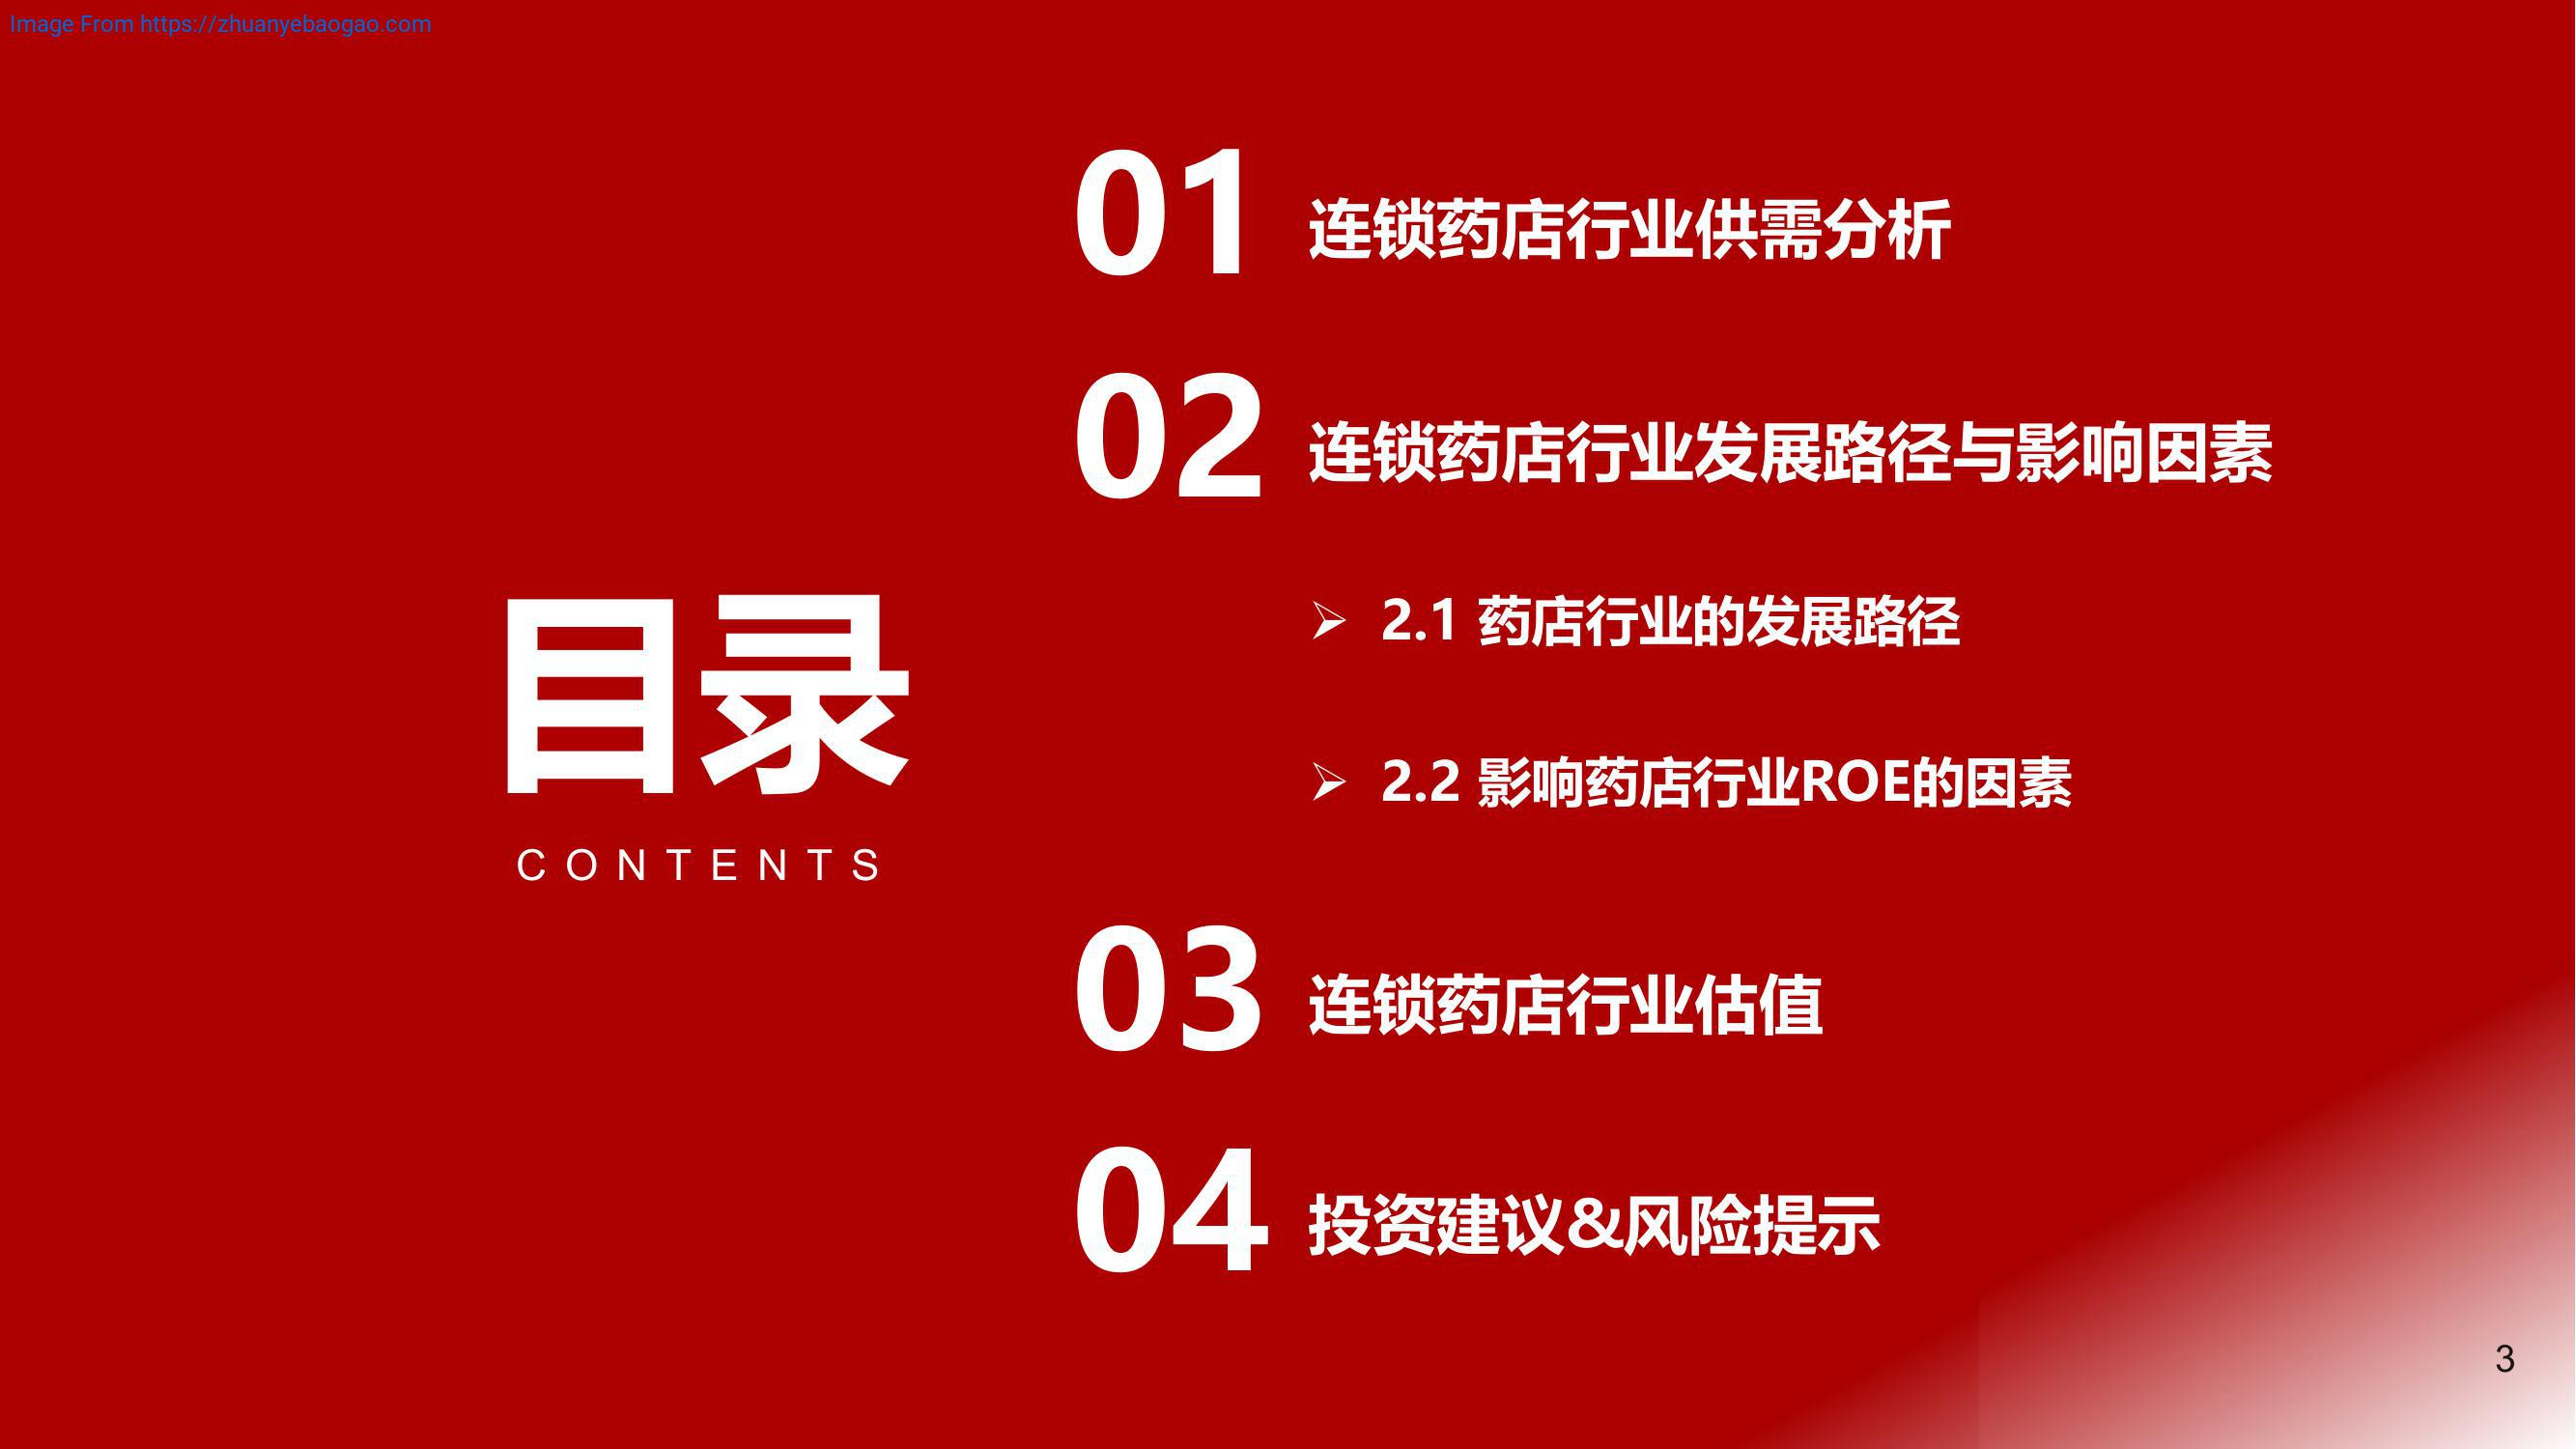 Image From https://zhuanyebaogao.com
目录
CONTENTS
01 连锁药店行业供需分析
02 连锁药店行业发展路径与影响因素
➢ 2.1 药店行业的发展路径
➢ 2.2 影响药店行业ROE的因素
03 连锁药店行业估值
04 投资建议&风险提示
3